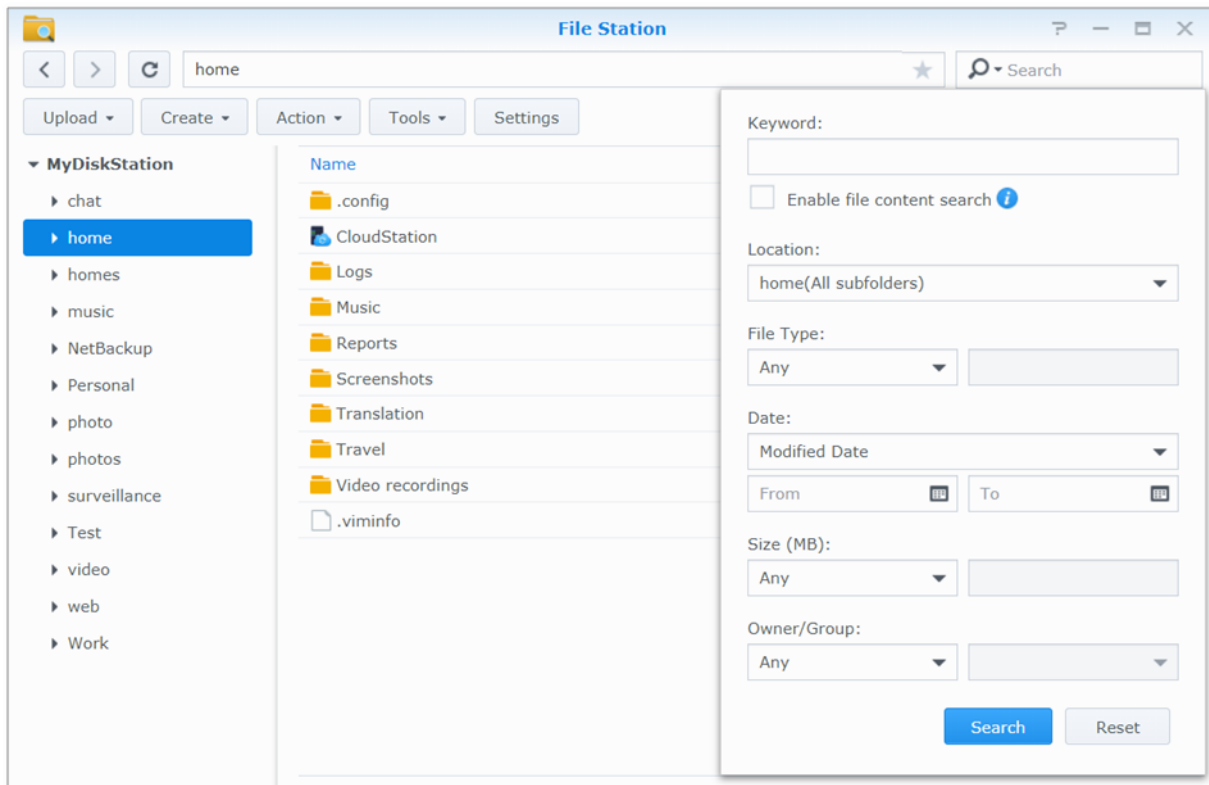 File Station
home
Search
Upload Create Action Tools Settings
MyDiskStation
chat
home
homes
music
NetBackup
Personal
photo
photos
surveillance
Test
video
web
Work
Name
.config
CloudStation
Logs
Music
Reports
Screenshots
Translation
Travel
Video recordings
.viminfo
Keyword:
Enable file content search
Location:
home(All subfolders)
File Type:
Any
Date:
Modified Date
From To
Size (MB):
Any
Owner/Group:
Any
Search Reset